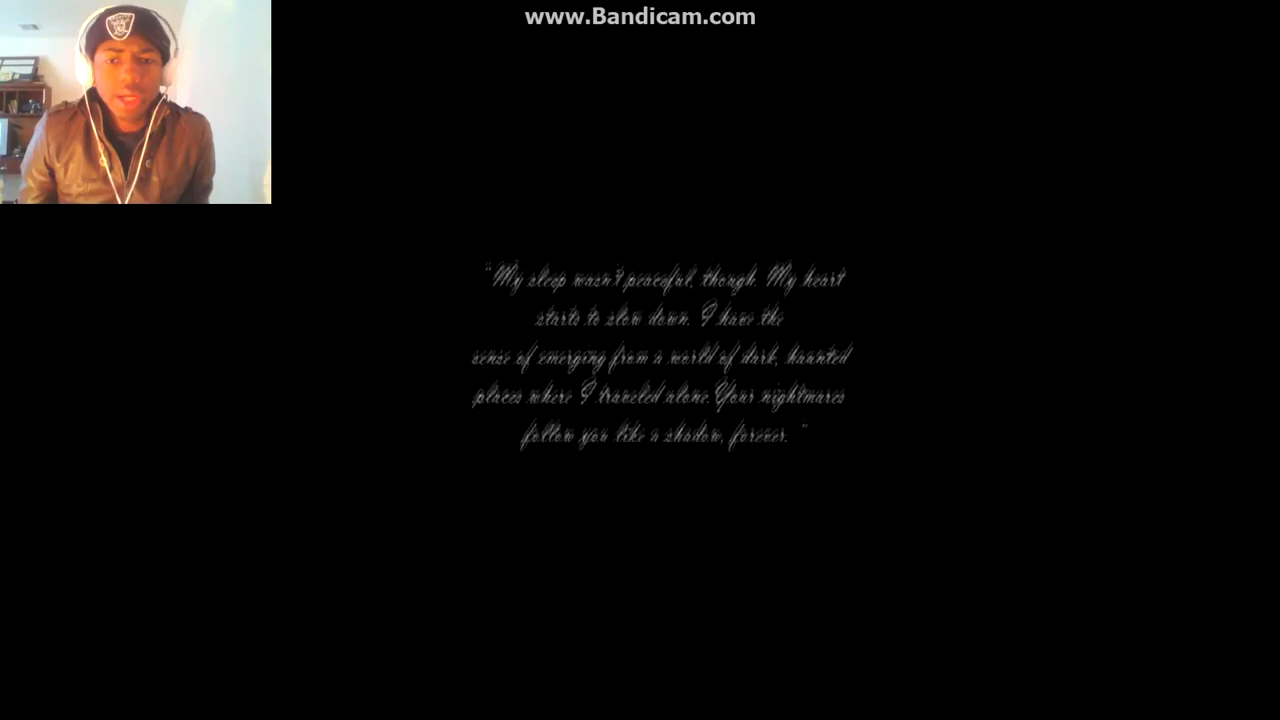 www.Bandicam.com
"My sleep wasn't peaceful, though. My heart
starts to slow down. I have the
sense of emerging from a world of dark, haunted
places where I traveled alone. Your nightmares
follow you like a shadow, forever. "